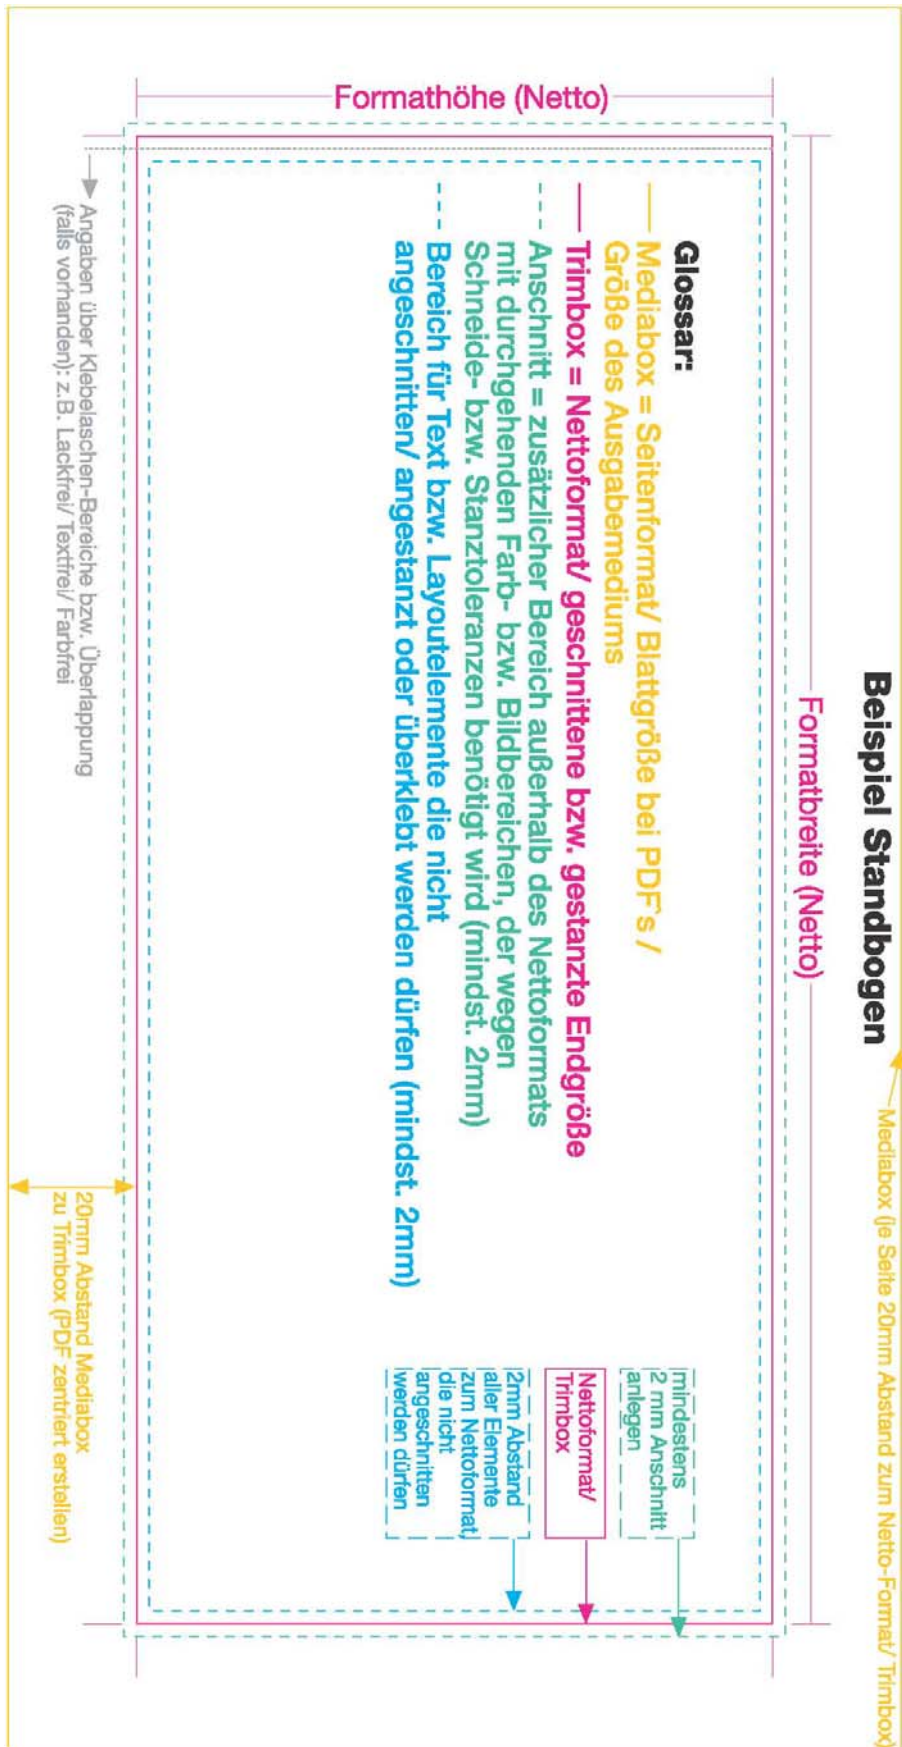 Beispiel Standbogen
Mediabox (je Seite 20mm Abstand zum Netto-Format/ Trimbox)
Formatbreite (Netto)
Formathöhe (Netto)
Glossar:
Mediabox = Seitenformat/ Blattgröße bei PDF`s /
Größe des Ausgabemediums
Trimbox = Nettoformat/ geschnittene bzw. gestanzte Endgröße
Anschnitt = zusätzlicher Bereich außerhalb des Nettoformats
mit durchgehenden Farb- bzw. Bildbereichen, der wegen
Schneide- bzw. Stanztoleranzen benötigt wird (mindst. 2mm)
Bereich für Text bzw. Layoutelemente die nicht
angeschnitten/ angestanzt oder überklebt werden dürfen (mindst. 2mm)
mindestens
2 mm Anschnitt
anlegen
Nettoformat/
Trimbox
2mm Abstand
aller Elemente
zum Nettoformat,
die nicht
angeschnitten
werden dürfen
Angaben über Klebelaschen-Bereiche bzw. Überlappung
(falls vorhanden): z.B. Lackfrei/ Textfrei/ Farbfrei
20mm Abstand Mediabox
zu Trimbox (PDF zentriert erstellen)